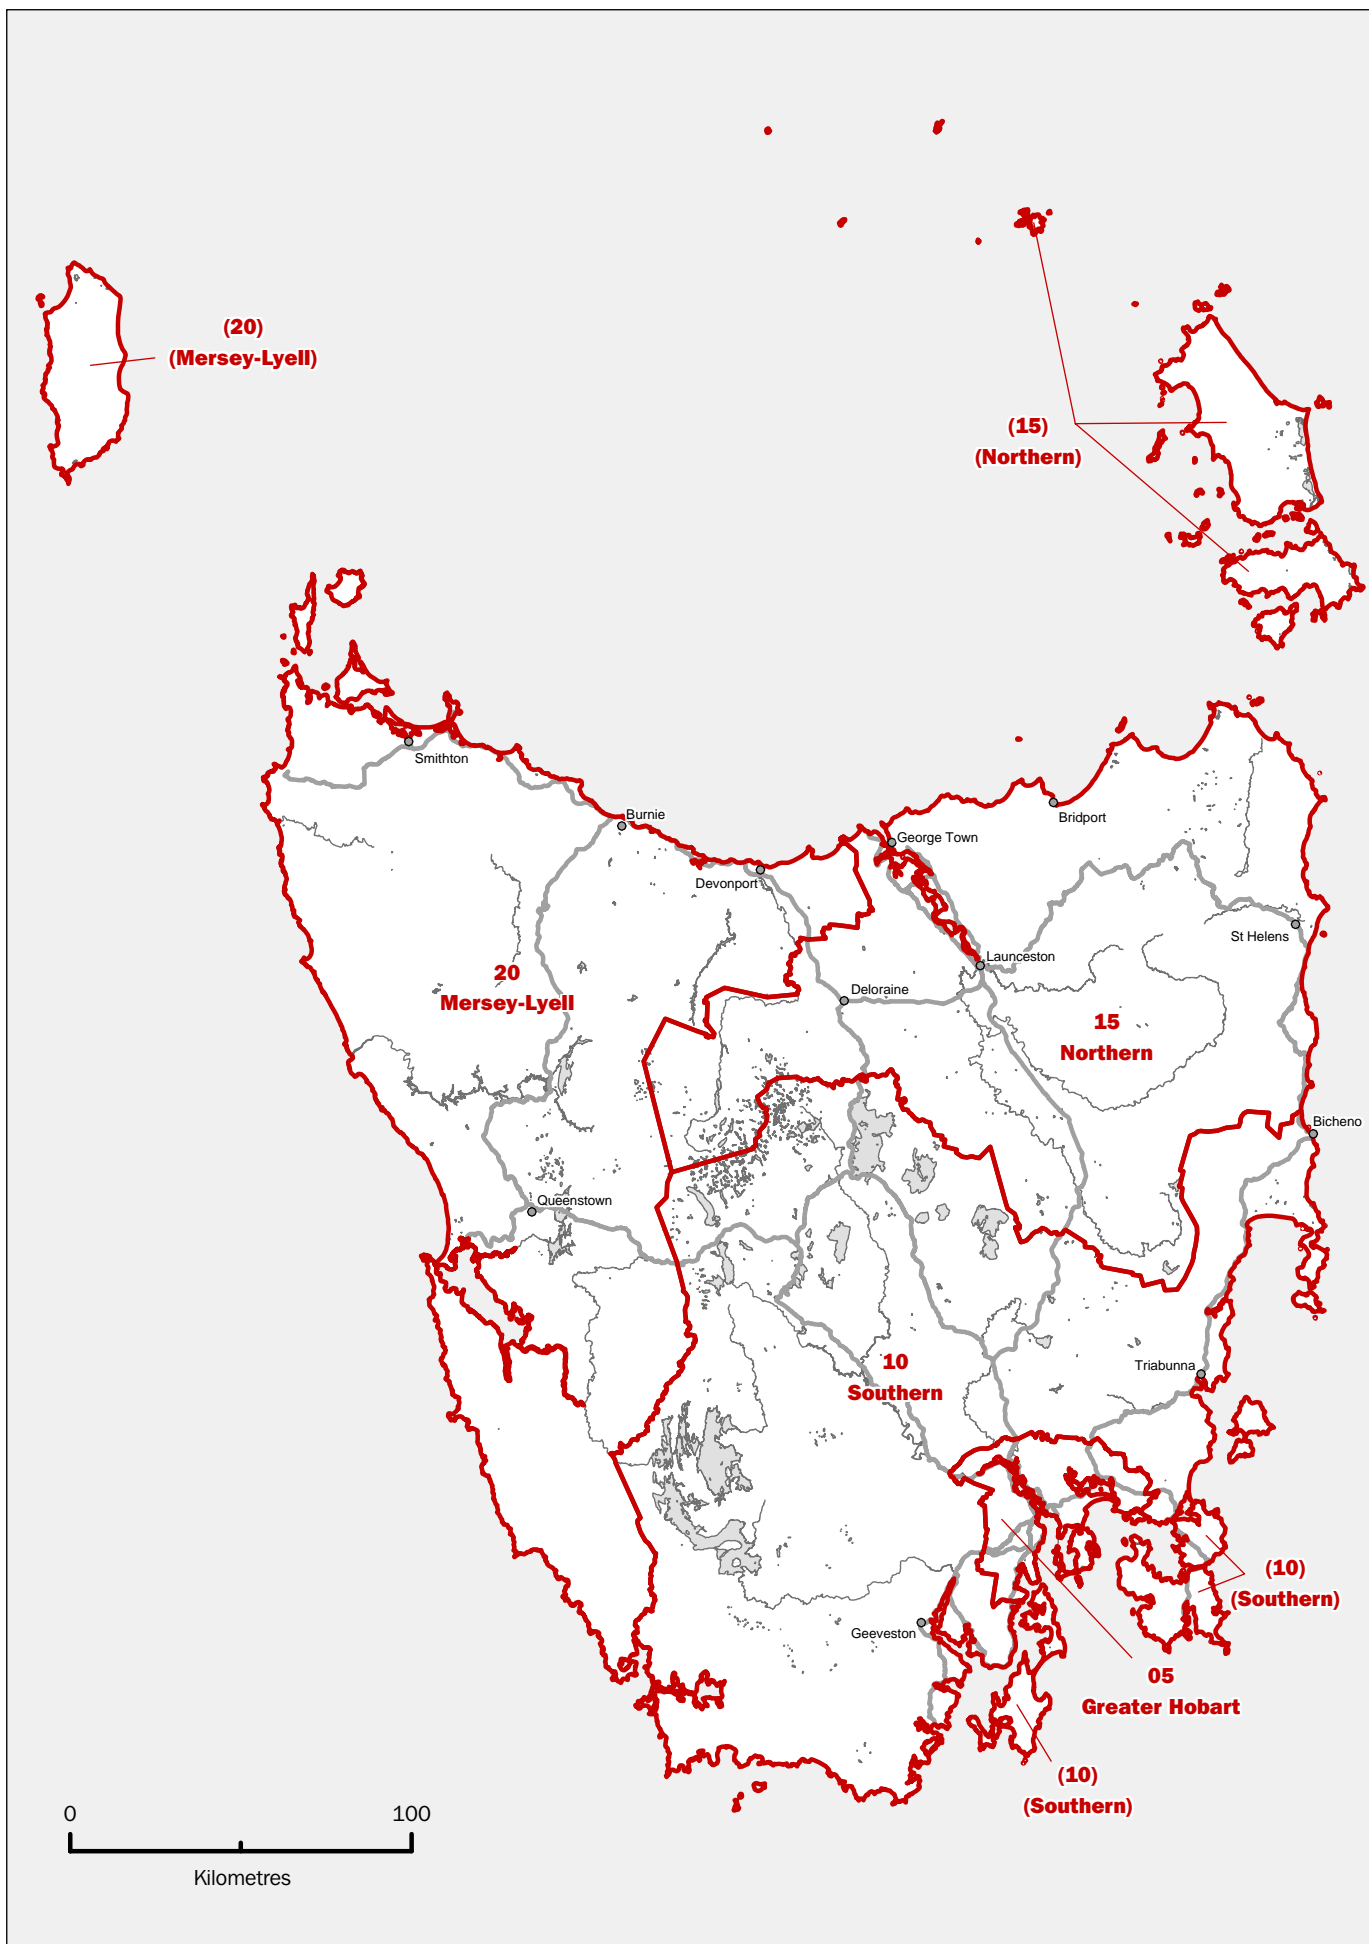 (20)
(Mersey-Lyell)
(15)
(Northern)
Smithton
Burnie
Bridport
George Town
Devonport
St Helens
Launceston
20
Mersey-Lyell
Deloraine
15
Northern
Bicheno
Queenstown
10
Southern
Triabunna
(10)
(Southern)
Geeveston
05
Greater Hobart
(10)
(Southern)
0 100
Kilometres